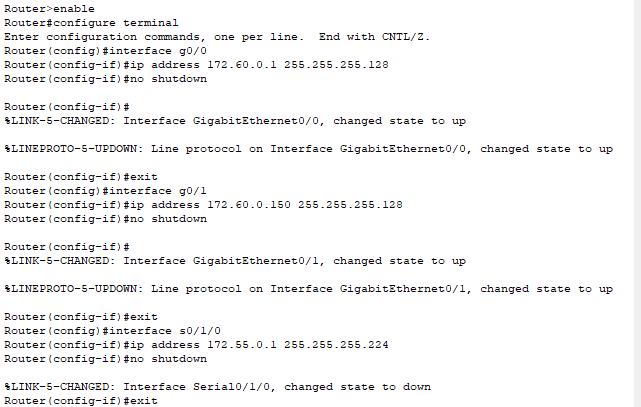 Router>enable
Router#configure terminal
Enter configuration commands, one per line.  End with CNTL/Z.
Router(config)#interface g0/0
Router(config-if)#ip address 172.60.0.1 255.255.255.128
Router(config-if)#no shutdown
Router(config-if)#
%LINK-5-CHANGED: Interface GigabitEthernet0/0, changed state to up
%LINEPROTO-5-UPDOWN: Line protocol on Interface GigabitEthernet0/0, changed state to up
Router(config-if)#exit
Router(config)#interface g0/1
Router(config-if)#ip address 172.60.0.150 255.255.255.128
Router(config-if)#no shutdown
Router(config-if)#
%LINK-5-CHANGED: Interface GigabitEthernet0/1, changed state to up
%LINEPROTO-5-UPDOWN: Line protocol on Interface GigabitEthernet0/1, changed state to up
Router(config-if)#exit
Router(config)#interface s0/1/0
Router(config-if)#ip address 172.55.0.1 255.255.255.224
Router(config-if)#no shutdown
%LINK-5-CHANGED: Interface Serial0/1/0, changed state to down
Router(config-if)#exit